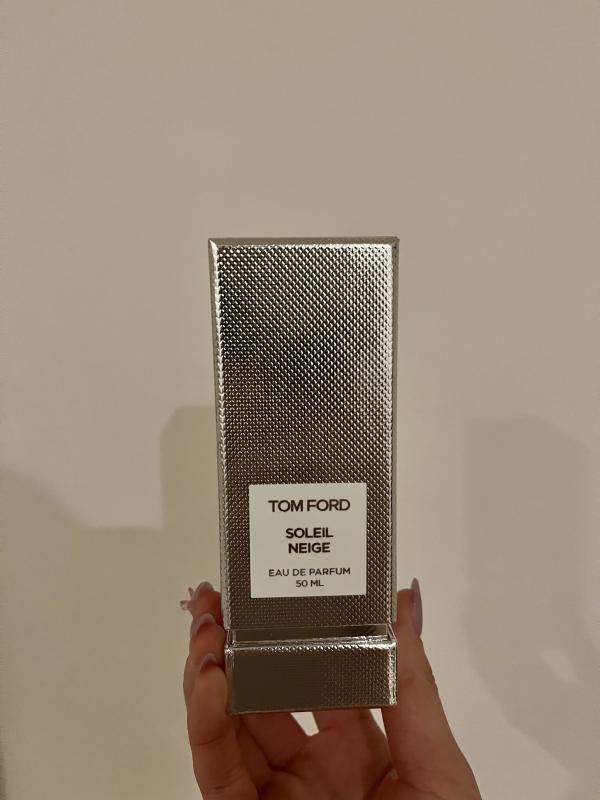 TOM FORD
SOLEIL
NEIGE
EAU DE PARFUM
50 ML